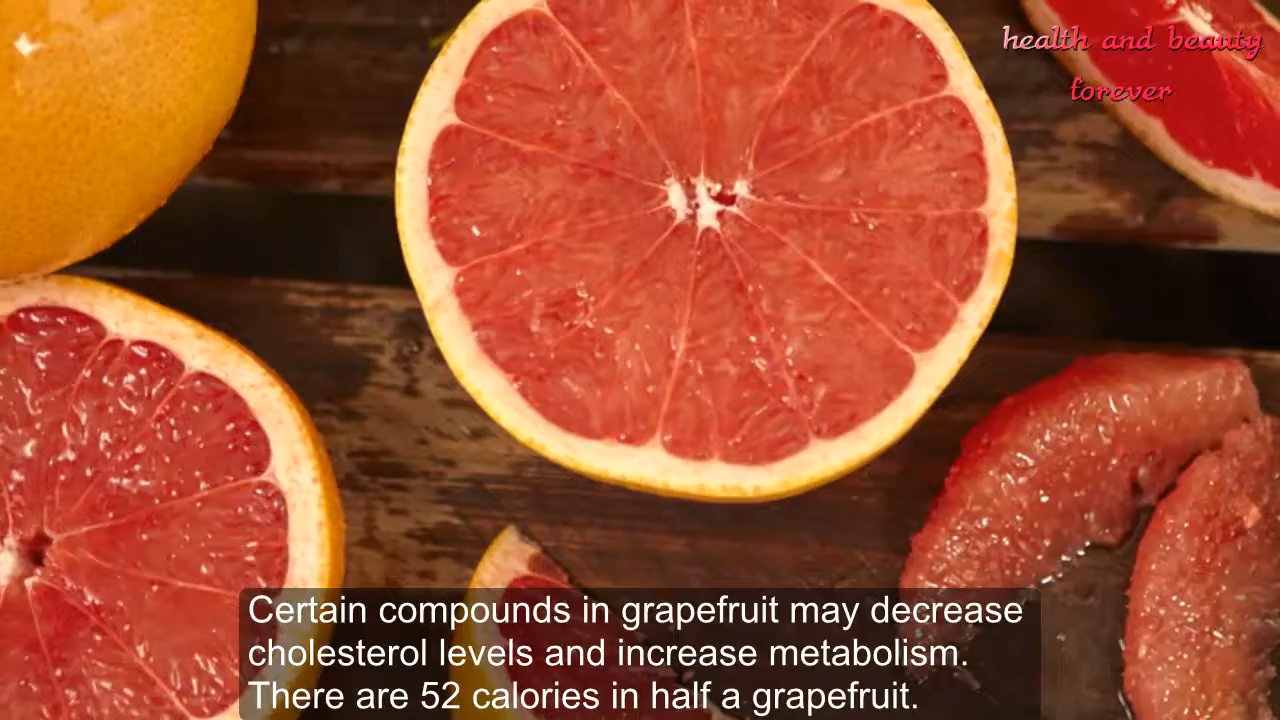 health and beauty
forever
Certain compounds in grapefruit may decrease
cholesterol levels and increase metabolism.
There are 52 calories in half a grapefruit.